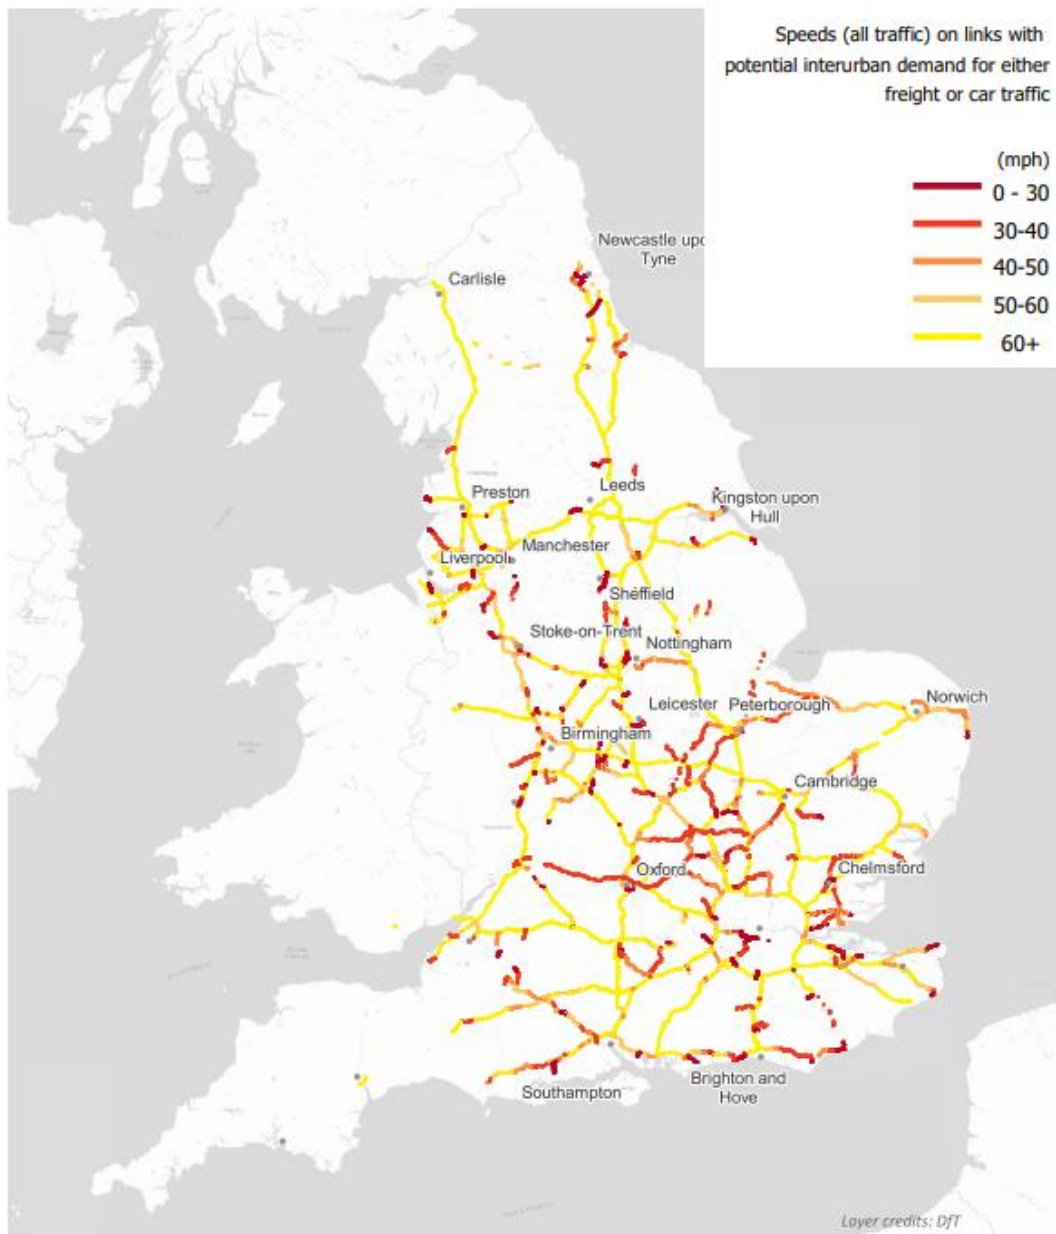 Speeds (all traffic) on links with
potential interurban demand for either
freight or car traffic
(mph)
0 - 30
30-40
40-50
50-60
60+
Newcastle upo
Tyne
Carlisle
Preston
Leeds
Kingston upon
Hull
Manchester
Liverpool
Sheffield
Stoke-on-Trent
Nottingham
Leicester
Peterborough
Norwich
Birmingham
Cambridge
Oxford
Chelmsford
Southampton
Brighton and
Hove
Layer credits: DfT